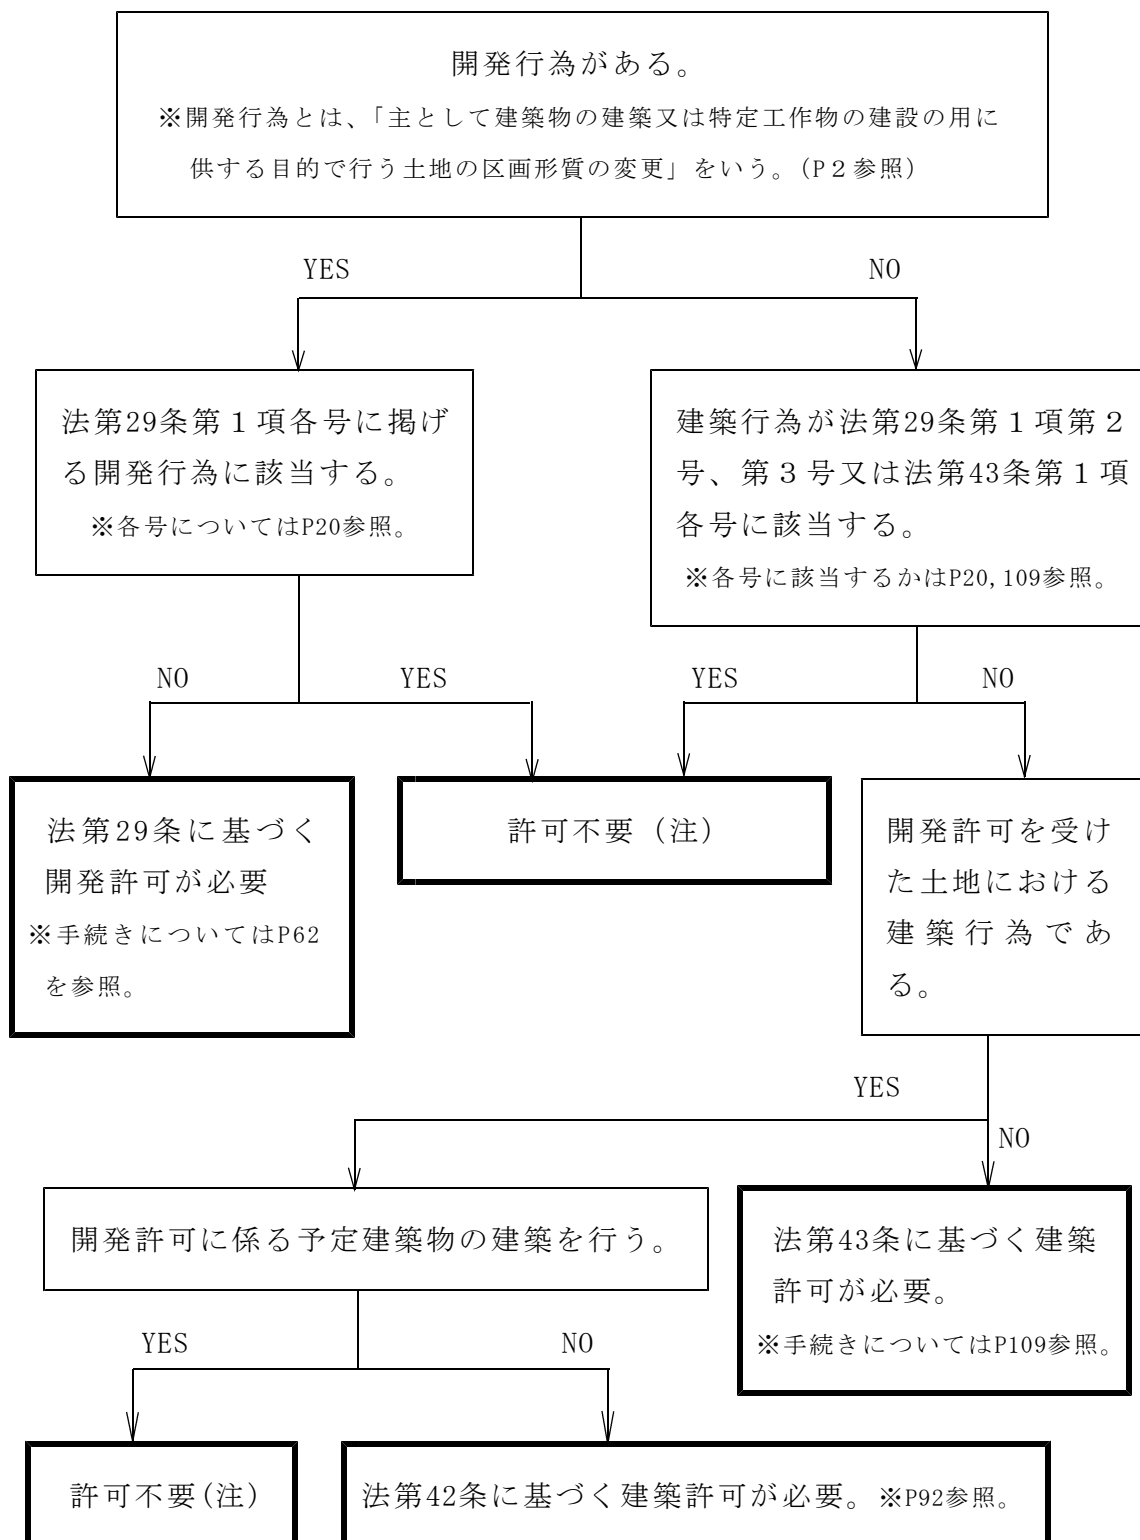 開発行為がある。
※開発行為とは、「主として建築物の建築又は特定工作物の建設の用に
供する目的で行う土地の区画形質の変更」をいう。(P２参照)
YES
NO
法第29条第１項各号に掲げ
る開発行為に該当する。
※各号についてはP20参照。
建築行為が法第29条第１項第２
号、第３号又は法第43条第１項
各号に該当する。
※各号に該当するかはP20,109参照。
NO
YES
YES
NO
法第29条に基づく
開発許可が必要
※手続きについてはP62
を参照。
許可不要（注）
開発許可を受け
た土地における
建築行為であ
る。
YES
NO
開発許可に係る予定建築物の建築を行う。
法第43条に基づく建築
許可が必要。
※手続きについてはP109参照。
YES
NO
許可不要(注)
法第42条に基づく建築許可が必要。※P92参照。